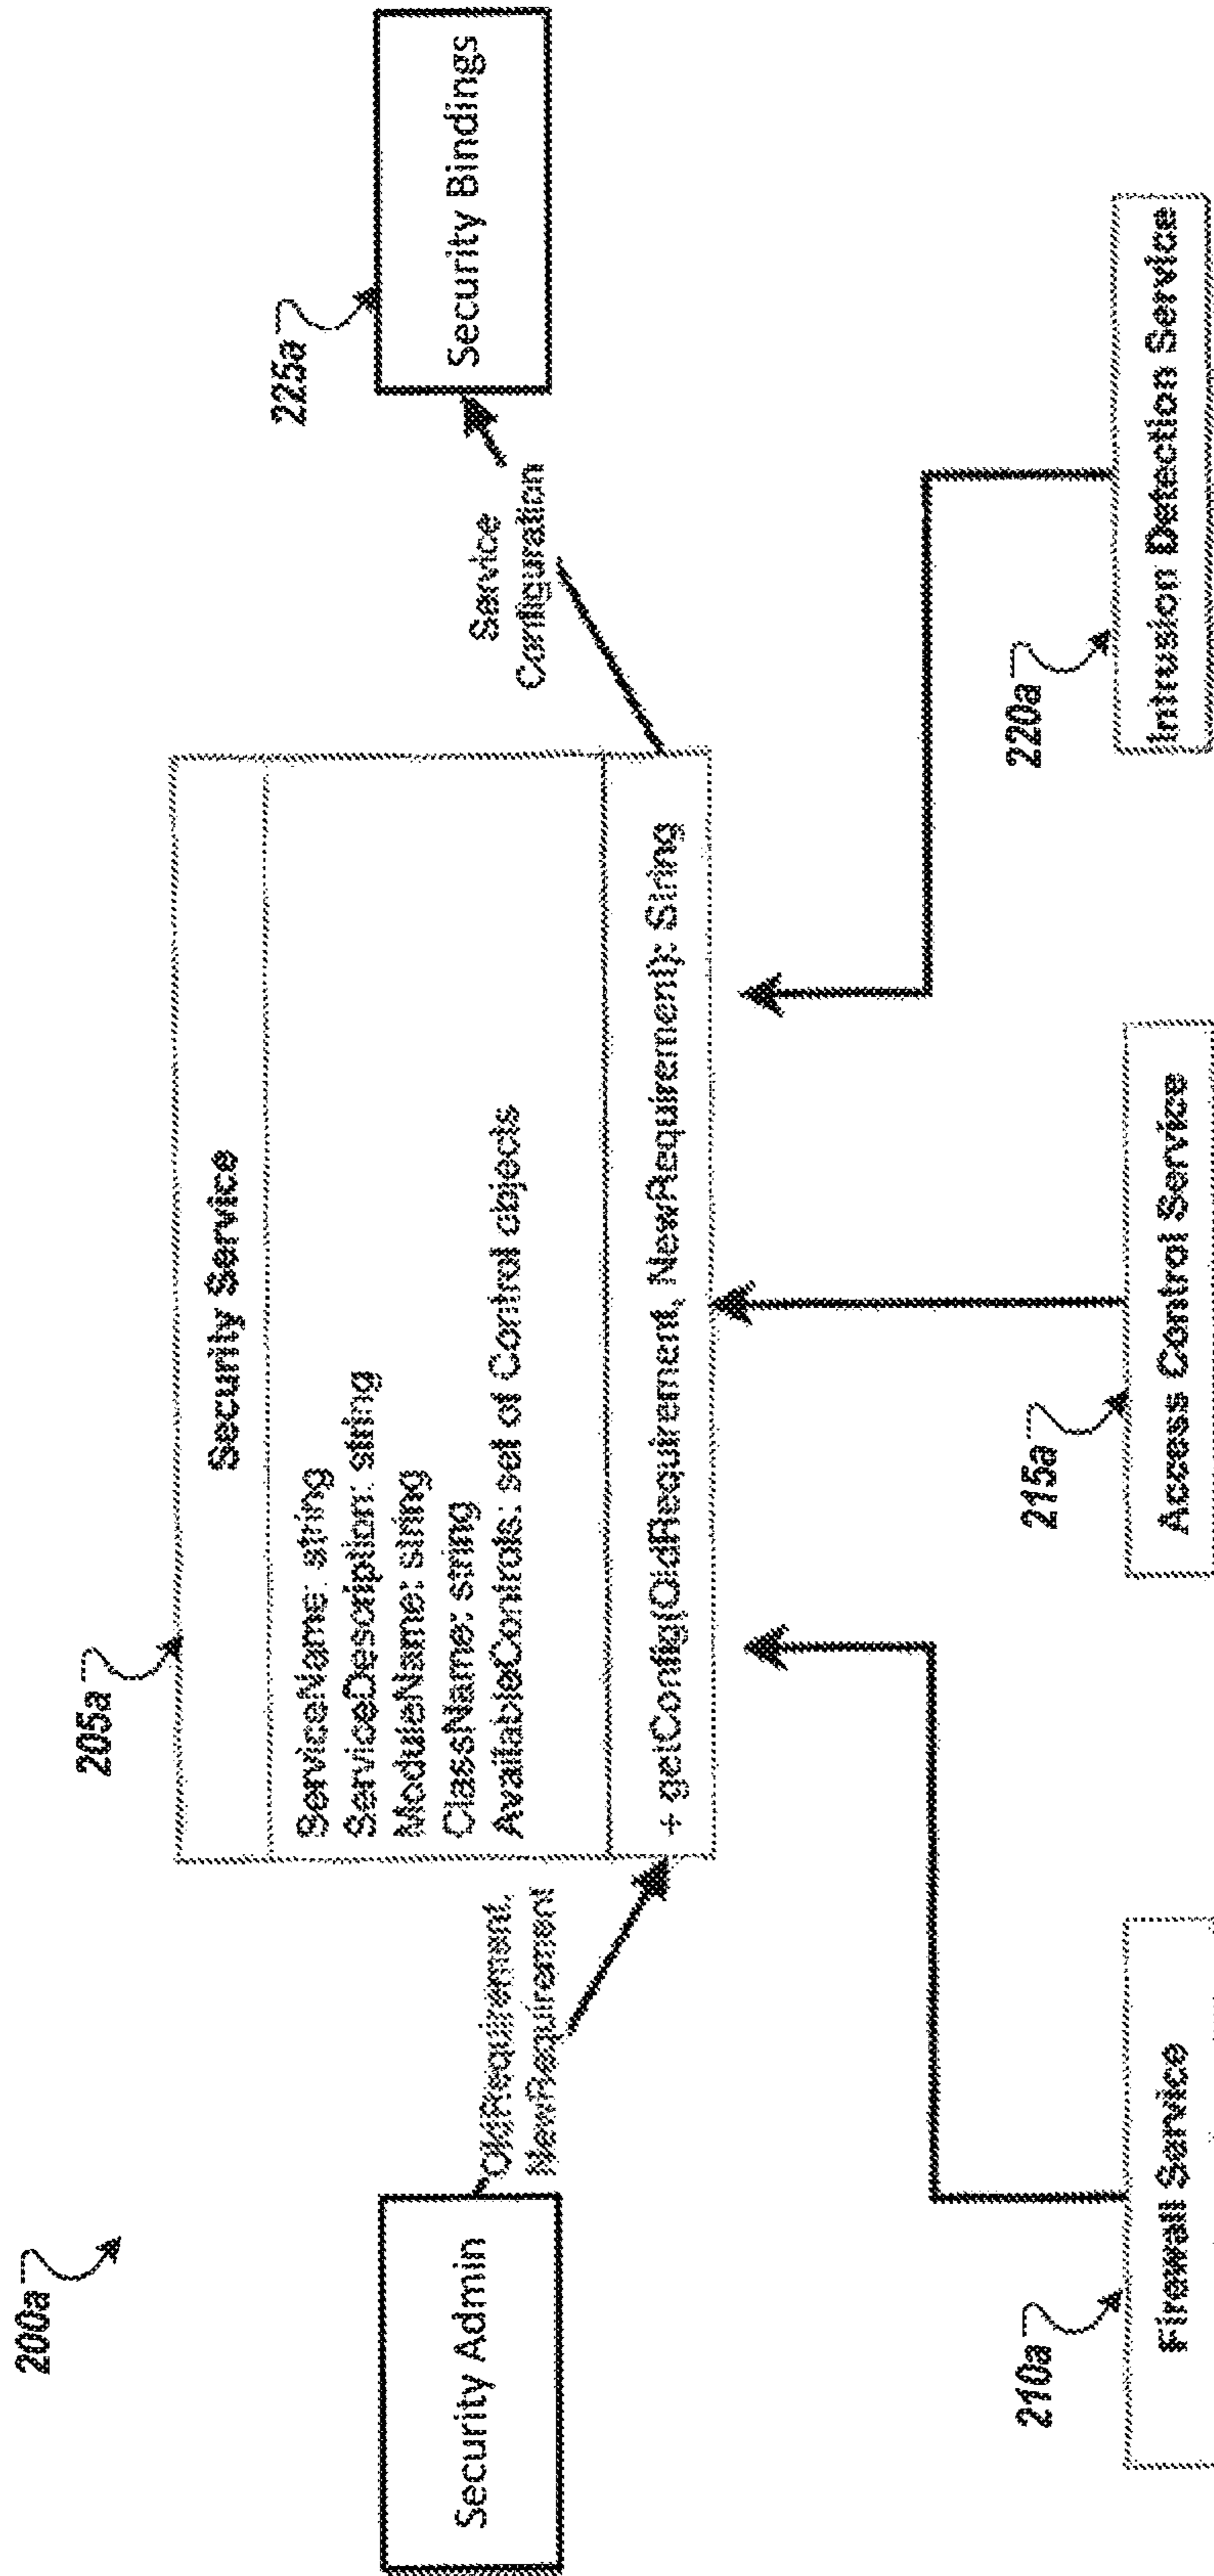 200a
205a
Security Service
ServiceName: string
ServiceDescription: string
ModuleName: string
ClassName: string
AvailableControls: set of Control objects
+ getConfig(OldRequirement, NewRequirement): String
Security Admin
OldRequirement,
NewRequirement
Service
Configuration
225a
Security Bindings
210a
Firewall Service
215a
Access Control Service
220a
Intrusion Detection Service